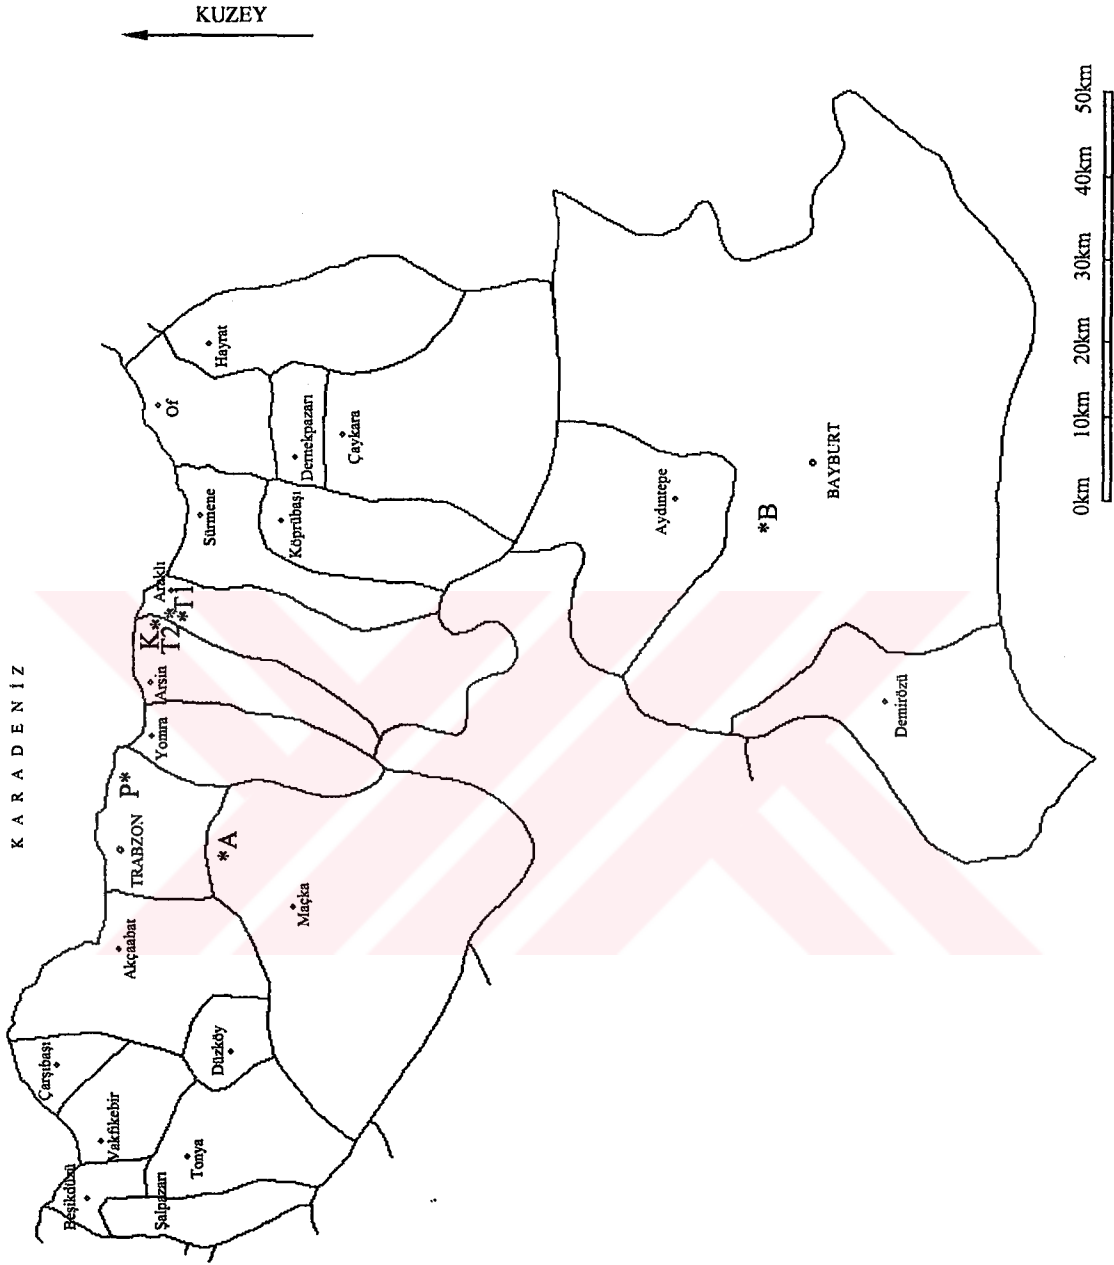 KUZEY
KARADENİZ
Beşikdüzü
Şalpazarı
Vakfıkebir
Tonya
Çarşıbaşı
Düzköy
Akçaabat
TRABZON
P*
*A
Maçka
Yomra
Arsin
K*
T2*
*T1
Araklı
Sürmene
Köprübaşı
Of
Hayrat
Dernekpazarı
Çaykara
Aydıntepe
*B
BAYBURT
Demirözü
0km 10km 20km 30km 40km 50km